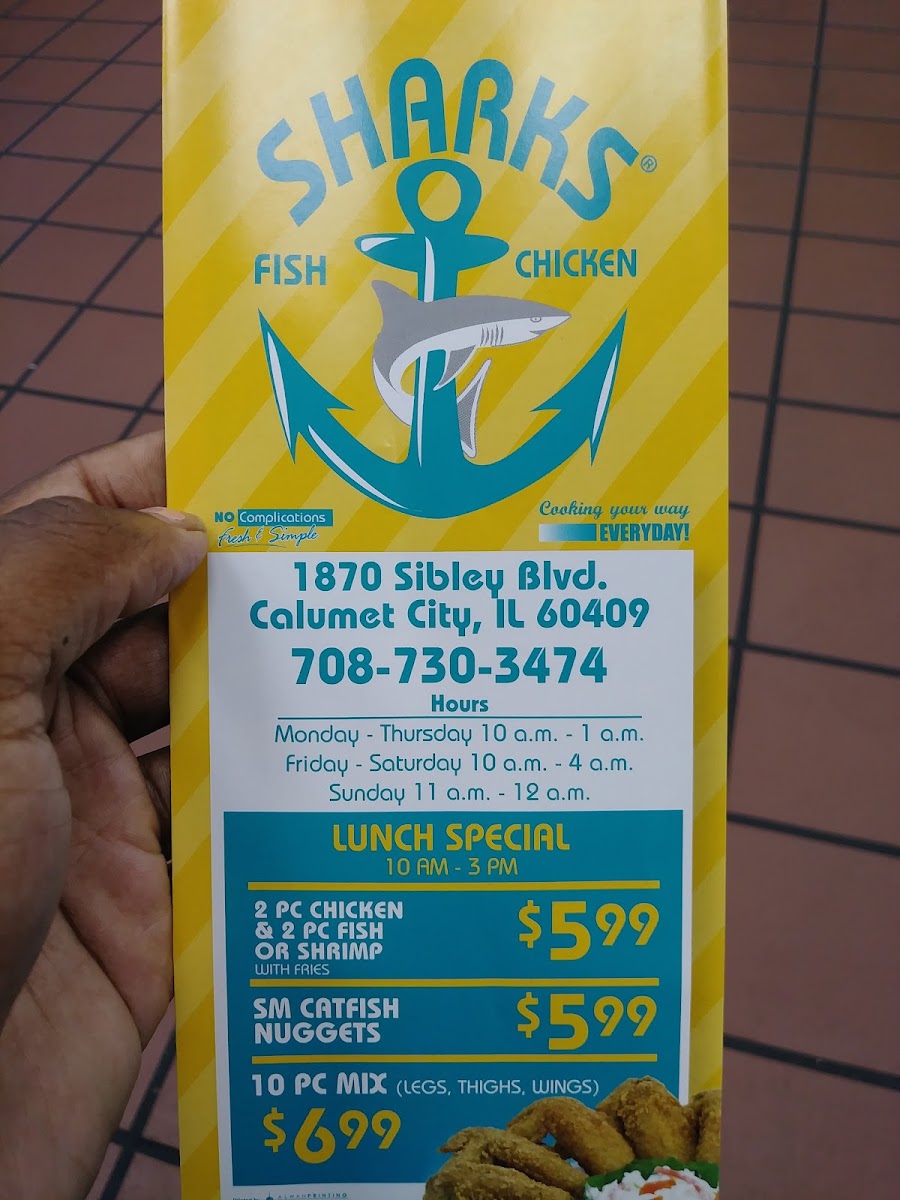 SHARKS®
FISH CHICKEN
NO Complications
Fresh & Simple
Cooking your way
EVERYDAY!
1870 Sibley Blvd.
Calumet City, IL 60409
708-730-3474
Hours
Monday - Thursday 10 a.m. - 1 a.m.
Friday - Saturday 10 a.m. - 4 a.m.
Sunday 11 a.m. - 12 a.m.
LUNCH SPECIAL
10 AM - 3 PM
2 PC CHICKEN
& 2 PC FISH
OR SHRIMP
WITH FRIES
$599
SM CATFISH
NUGGETS
$599
10 PC MIX (LEGS, THIGHS, WINGS)
$699